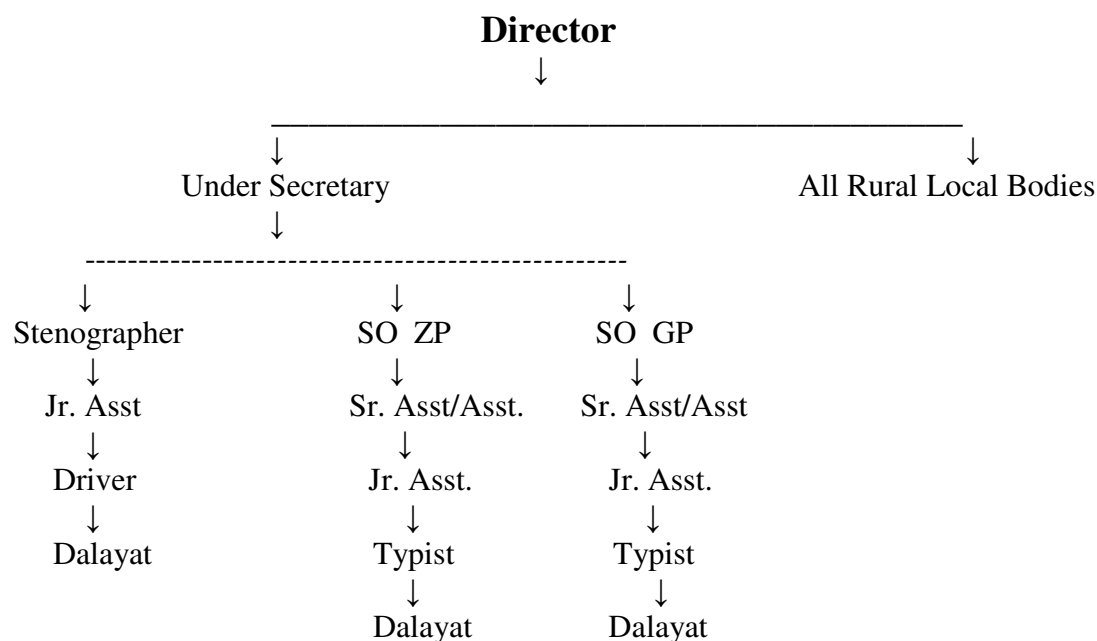 Director
↓
↓ ↓
Under Secretary All Rural Local Bodies
↓
↓ ↓ ↓
Stenographer SO ZP SO GP
↓ ↓ ↓
Jr. Asst Sr. Asst/Asst. Sr. Asst/Asst
↓ ↓ ↓
Driver Jr. Asst. Jr. Asst.
↓ ↓ ↓
Dalayat Typist Typist
↓ ↓
Dalayat Dalayat